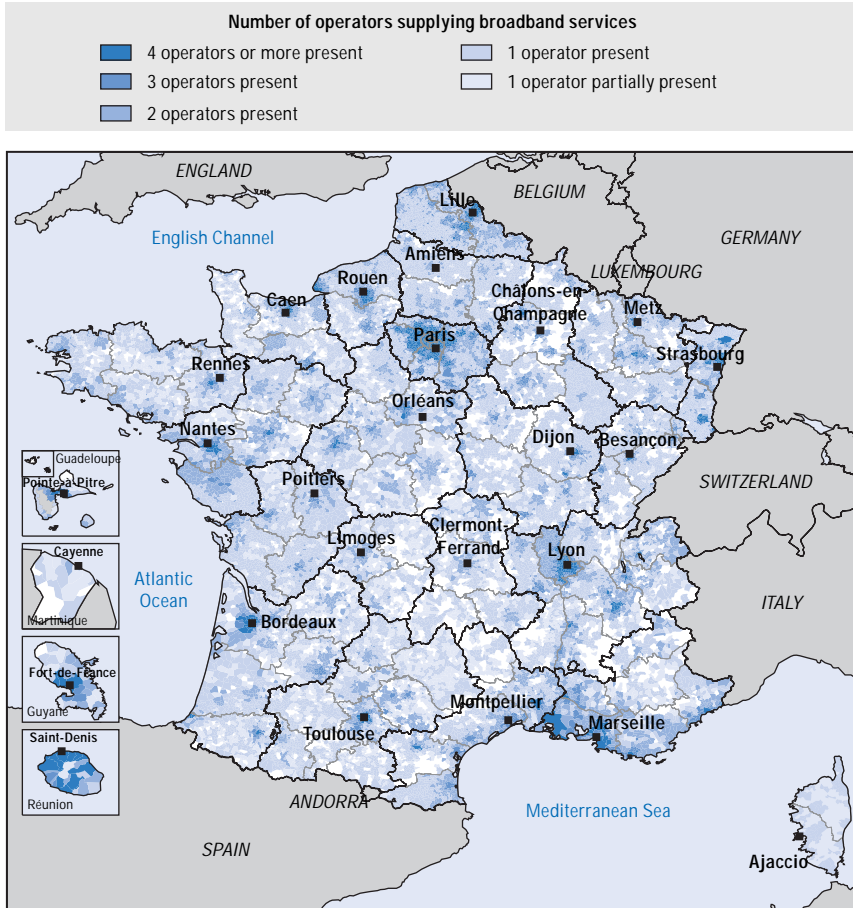 Number of operators supplying broadband services
4 operators or more present
1 operator present
3 operators present
1 operator partially present
2 operators present
ENGLAND
BELGIUM
Lille
English Channel
GERMANY
Amiens
LUXEMBOURG
Rouen
Châlons-en-
Champagne
Caen
Metz
Paris
Strasbourg
Rennes
Orléans
Nantes
Dijon
Besançon
Guadeloupe
Pointe-à-Pitre
Poitiers
SWITZERLAND
Clermont-
Ferrand
Limoges
Lyon
Cayenne
Atlantic
Ocean
ITALY
Martinique
Bordeaux
Fort-de-France
Guyane
Montpellier
Toulouse
Marseille
Saint-Denis
Réunion
ANDORRA
Mediterranean Sea
SPAIN
Ajaccio